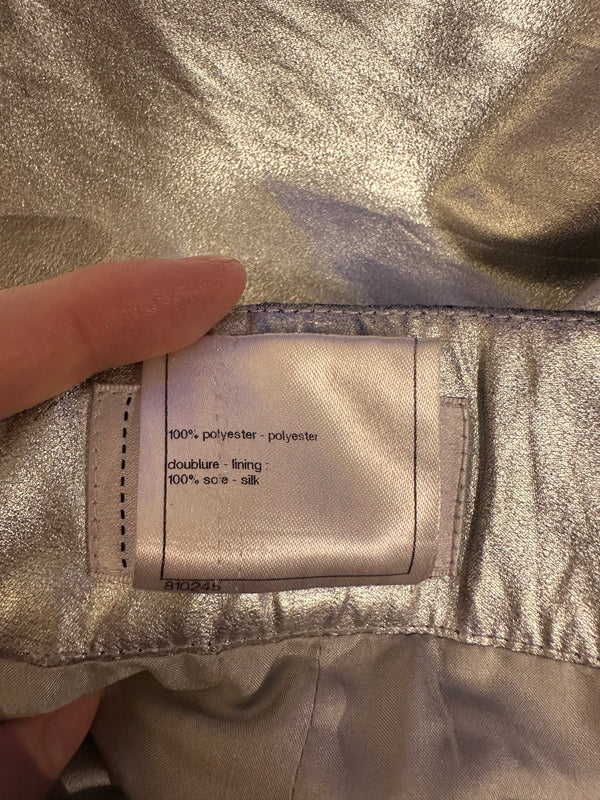 100% polyester - polyester
doublure - lining :
100% soie - silk
810245